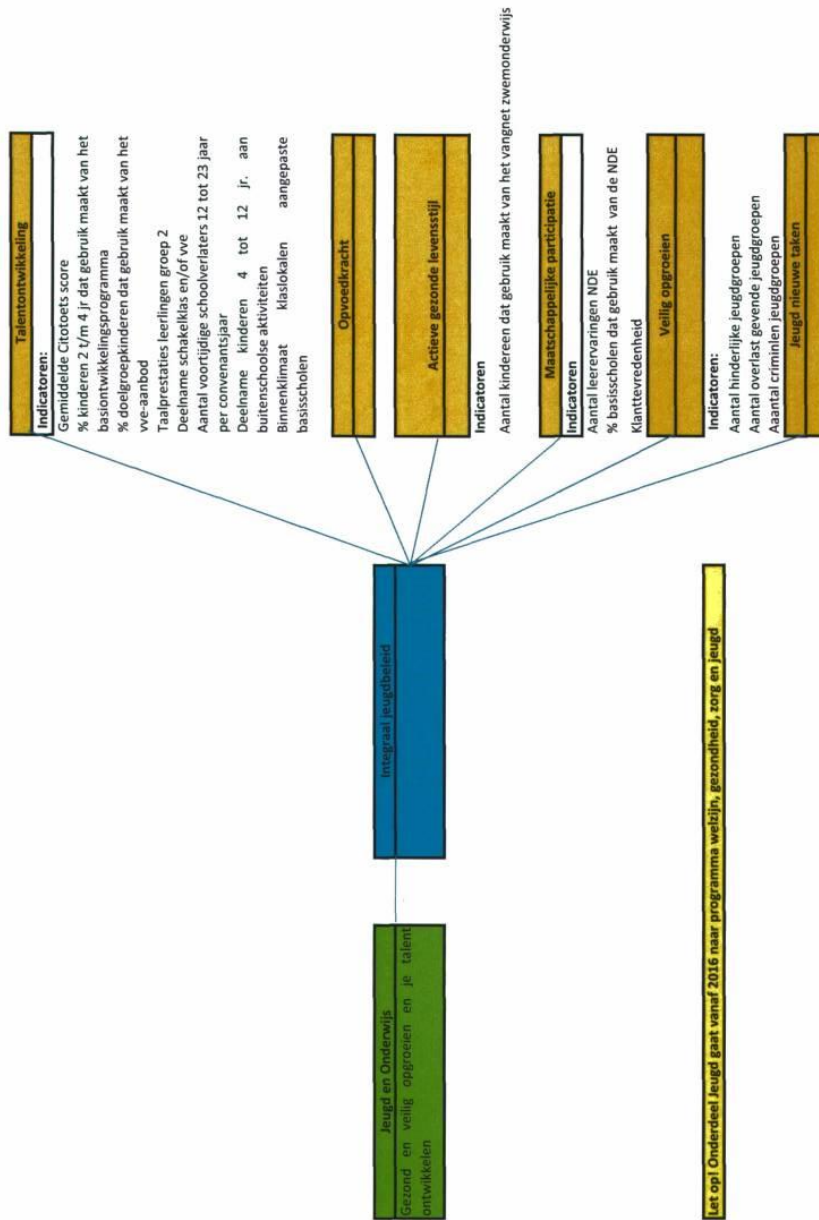 Jeugd en Onderwijs
Gezond en veilig opgroeien en je talent
ontwikkelen
Integraal jeugdbeleid
Talentontwikkeling
Indicatoren:
Gemiddelde Citotoets score
% kinderen 2 t/m 4 jr dat gebruik maakt van het
basiontwikkelingsprogramma
% doelgroepkinderen dat gebruik maakt van het
vve-aanbod
Taalprestaties leerlingen groep 2
Deelname schakelklas en/of vve
Aantal voortijdige schoolverlaters 12 tot 23 jaar
per convenantsjaar
Deelname kinderen 4 tot 12 jr. aan
buitenschoolse aktiviteiten
Binnenklimaat klaslokalen aangepaste
basisscholen
Opvoedkracht
Actieve gezonde levensstijl
Indicatoren
Aantal kindereen dat gebruik maakt van het vangnet zwemonderwijs
Maatschappelijke participatie
Indicatoren
Aantal leerervaringen NDE
% basisscholen dat gebruik maakt van de NDE
Klanttevredenheid
Veilig opgroeien
Indicatoren:
Aantal hinderlijke jeugdgroepen
Aantal overlast gevende jeugdgroepen
Aaantal criminlen jeugdgroepen
Jeugd nieuwe taken
Let op! Onderdeel Jeugd gaat vanaf 2016 naar programma welzijn, gezondheid, zorg en jeugd